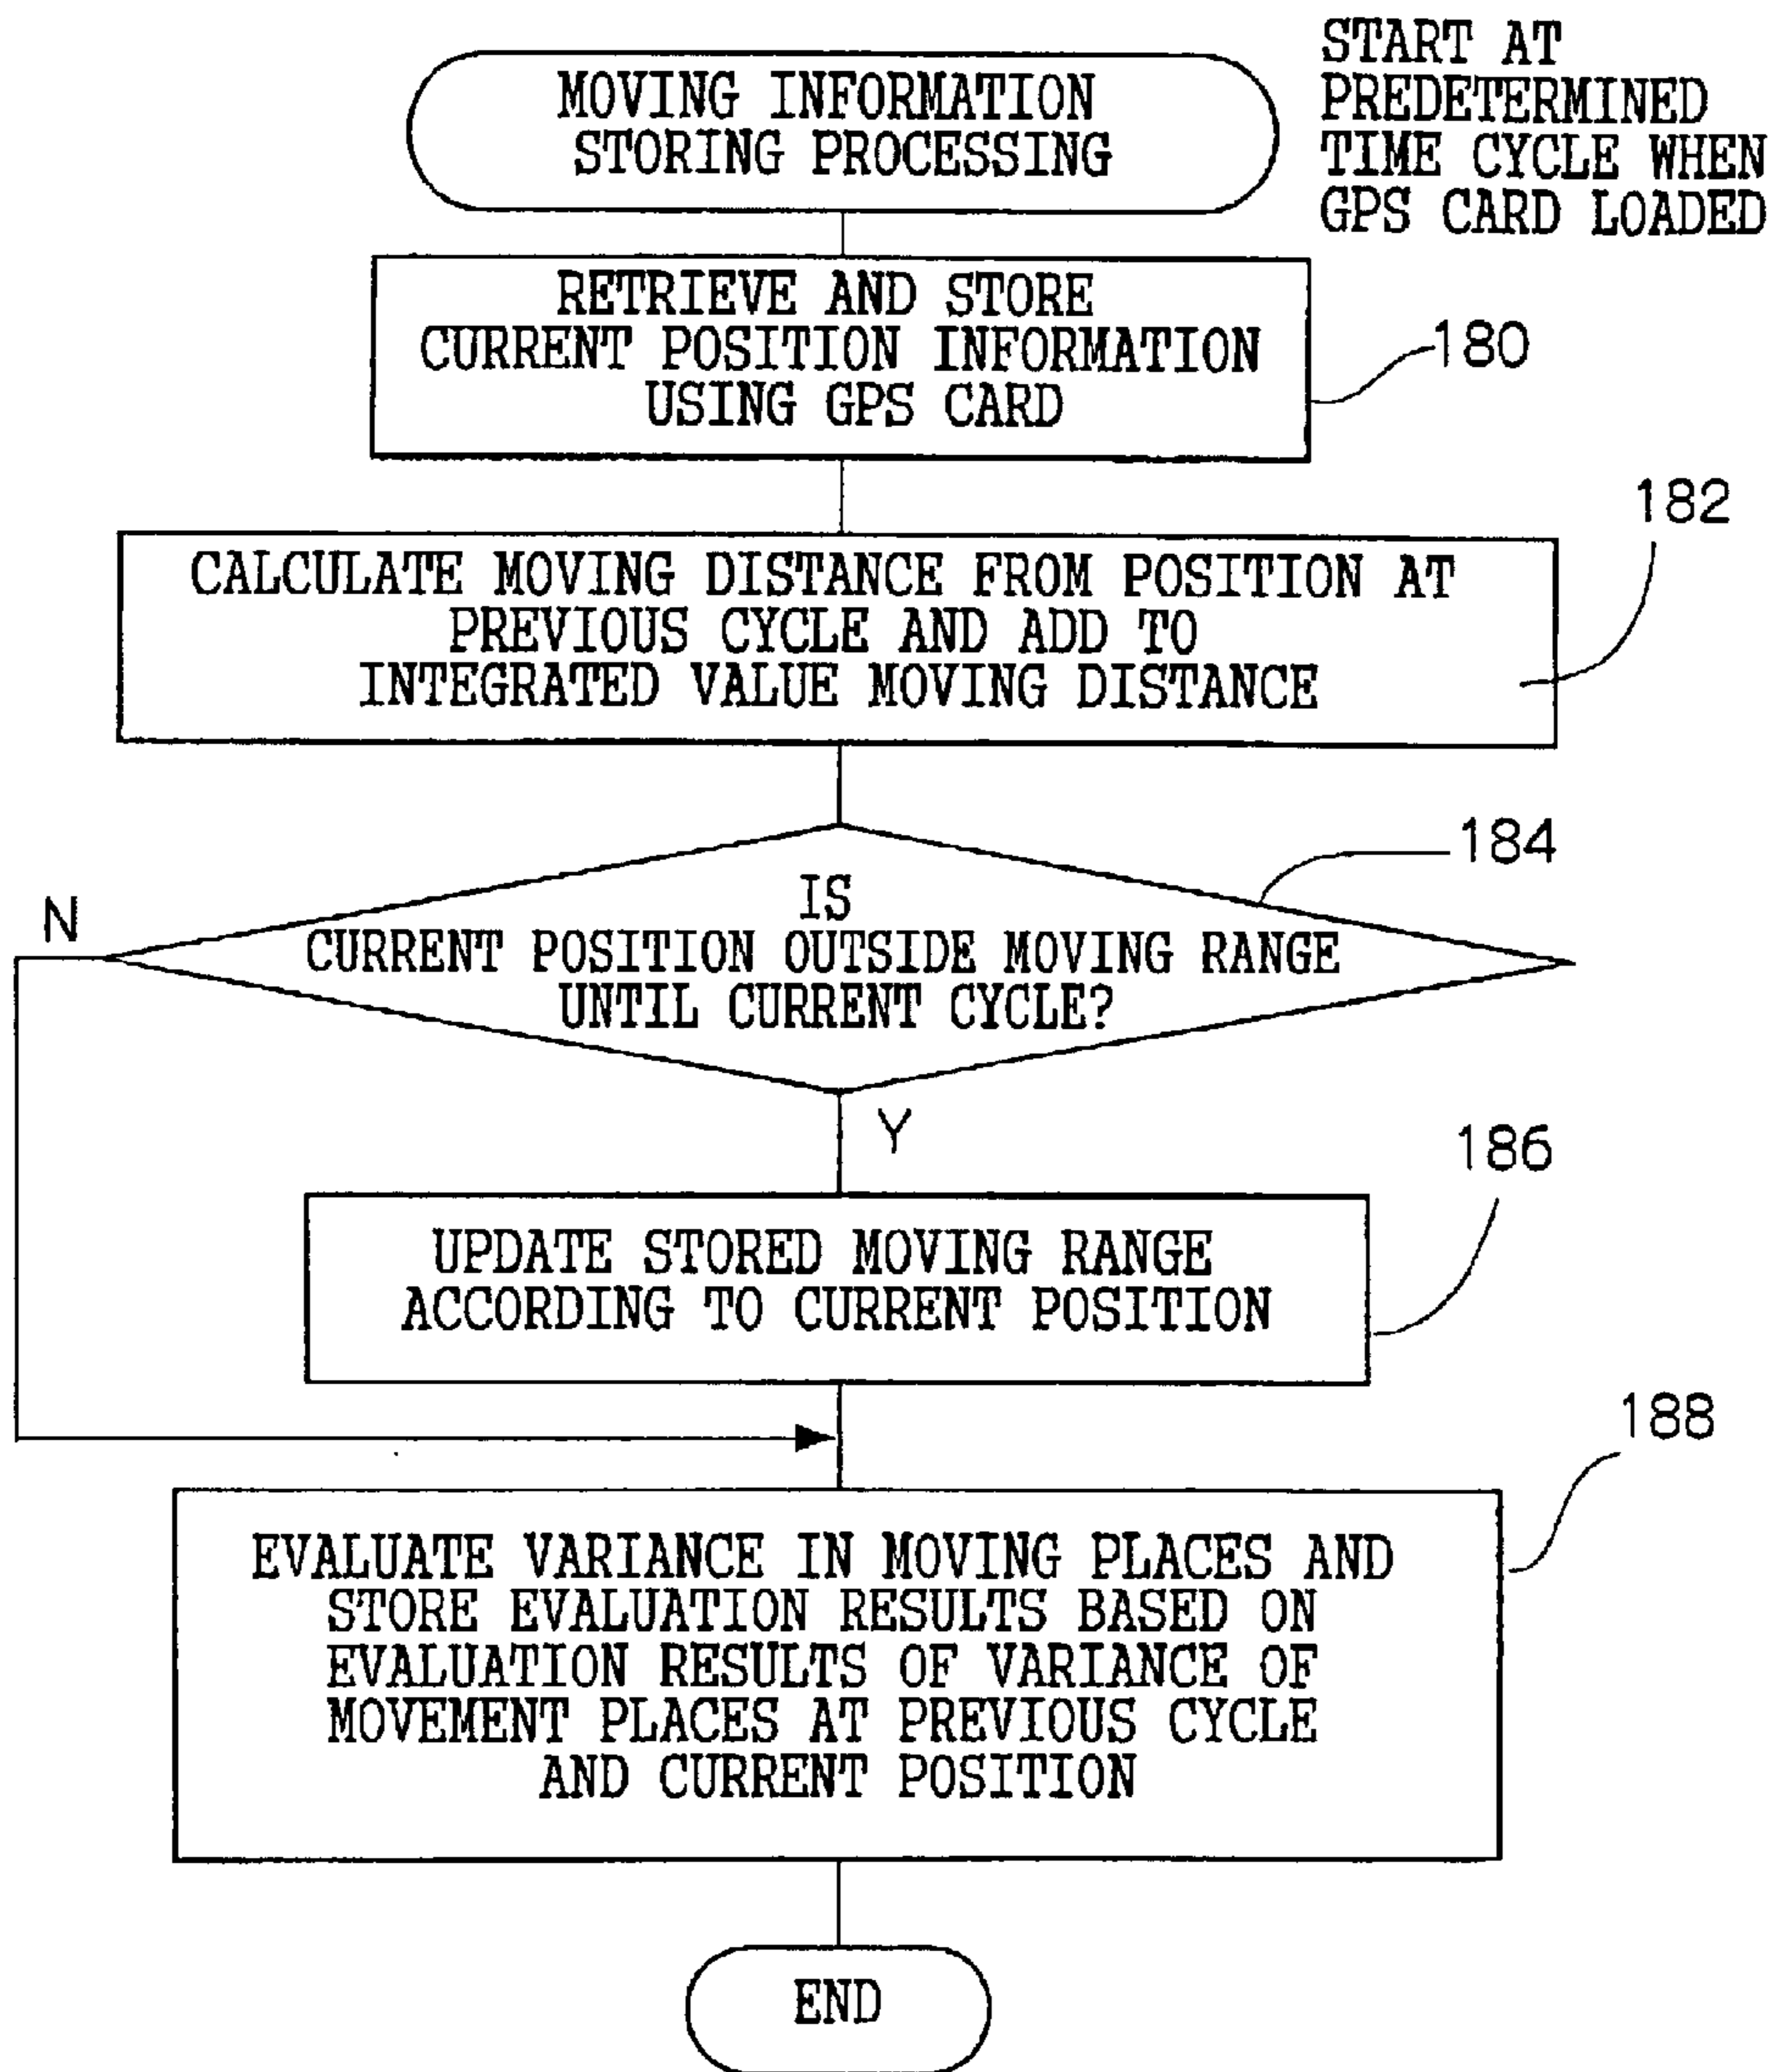 MOVING INFORMATION
STORING PROCESSING
START AT
PREDETERMINED
TIME CYCLE WHEN
GPS CARD LOADED
RETRIEVE AND STORE
CURRENT POSITION INFORMATION
USING GPS CARD
180
182
CALCULATE MOVING DISTANCE FROM POSITION AT
PREVIOUS CYCLE AND ADD TO
INTEGRATED VALUE MOVING DISTANCE
184
N
IS
CURRENT POSITION OUTSIDE MOVING RANGE
UNTIL CURRENT CYCLE?
Y
186
UPDATE STORED MOVING RANGE
ACCORDING TO CURRENT POSITION
188
EVALUATE VARIANCE IN MOVING PLACES AND
STORE EVALUATION RESULTS BASED ON
EVALUATION RESULTS OF VARIANCE OF
MOVEMENT PLACES AT PREVIOUS CYCLE
AND CURRENT POSITION
END